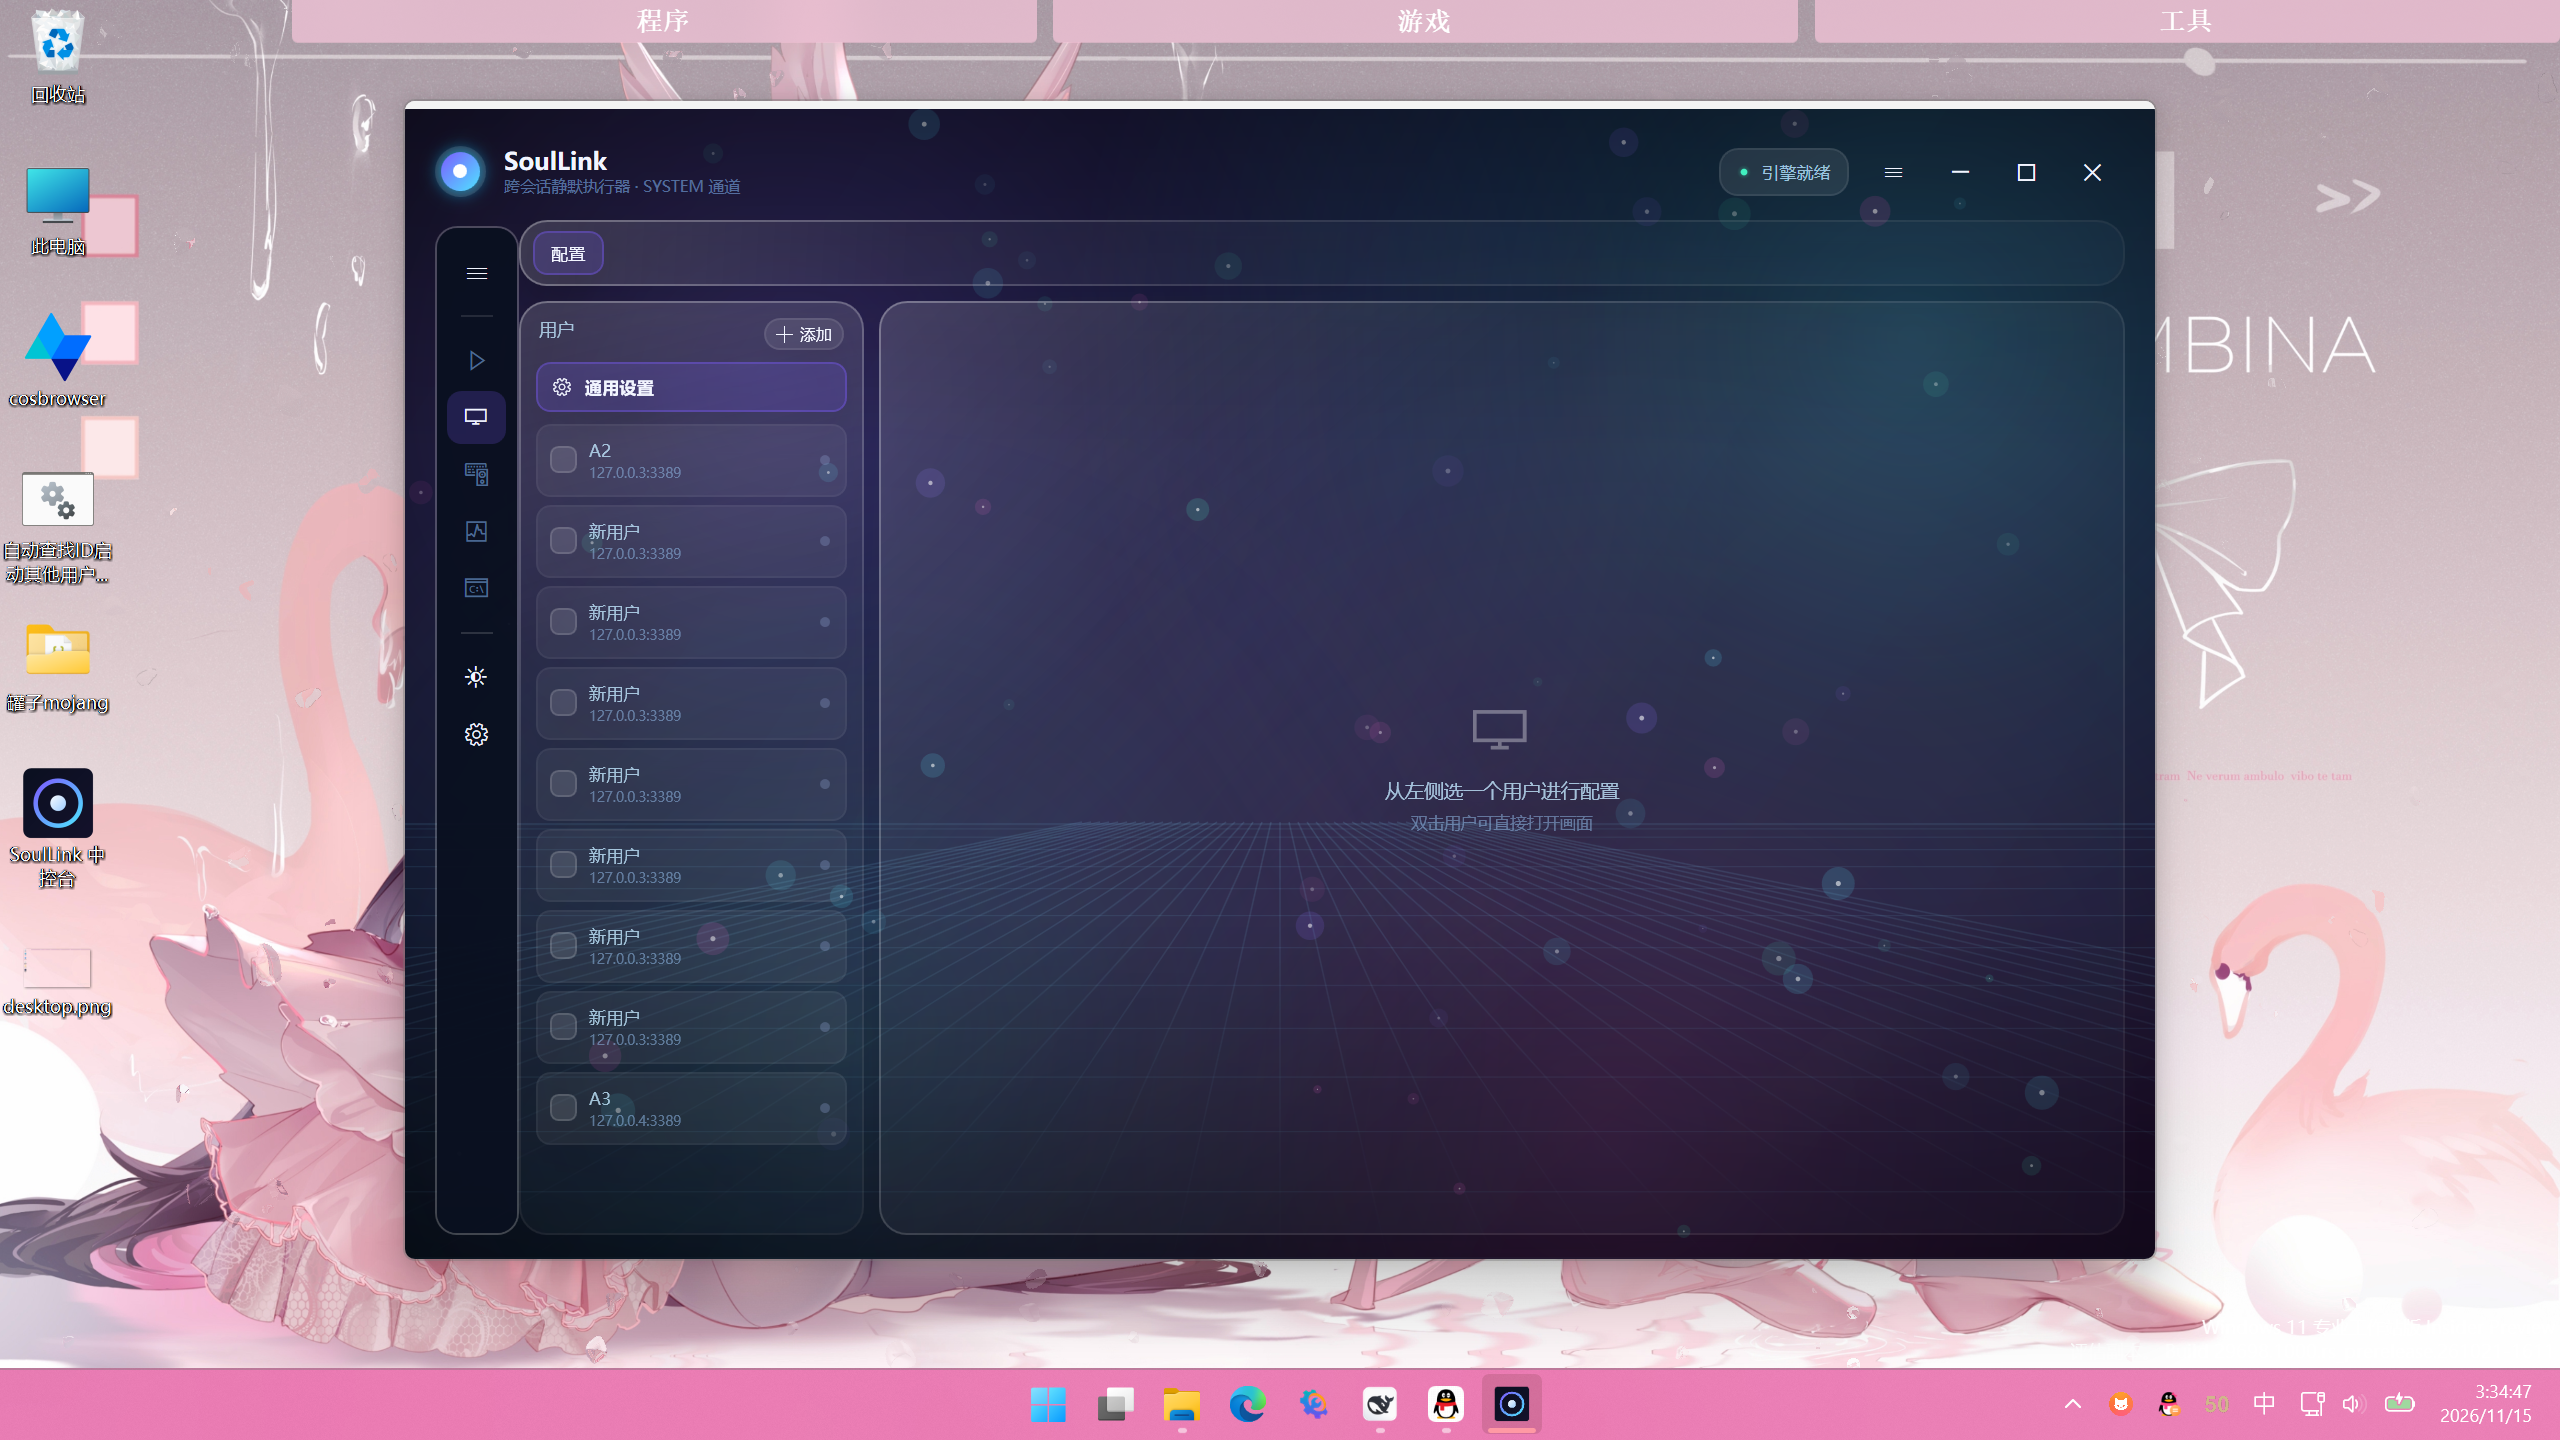 程序
游戏
工具
回收站
此电脑
cosbrowser
自动查找ID启
动其他用户...
罐子mojang
SoulLink 中
控台
desktop.png
SoulLink
跨会话静默执行器 · SYSTEM 通道
引擎就绪
配置
用户
添加
通用设置
A2
127.0.0.3:3389
新用户
127.0.0.3:3389
新用户
127.0.0.3:3389
新用户
127.0.0.3:3389
新用户
127.0.0.3:3389
新用户
127.0.0.3:3389
新用户
127.0.0.3:3389
新用户
127.0.0.3:3389
A3
127.0.0.4:3389
C:\
从左侧选一个用户进行配置
双击用户可直接打开画面
>>
MBINA
Ne verum ambulo vibo te tam
50
中
3:34:47
2026/11/15